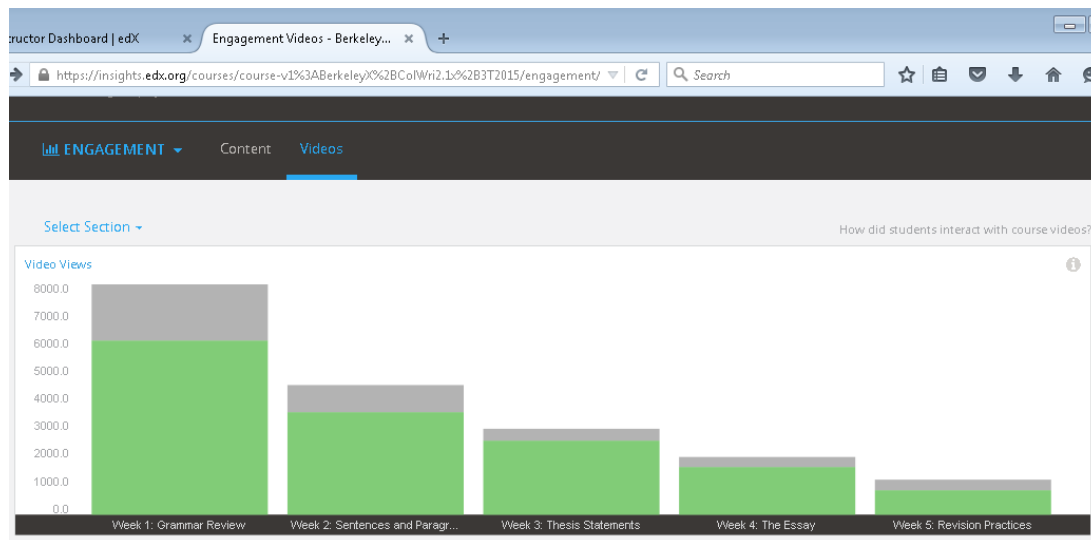 ructor Dashboard | edX × Engagement Videos - Berkeley... × +
https://insights.edx.org/courses/course-v1%3ABerkeleyX%2BColWri2.1x%2B3T2015/engagement/ Search
ENGAGEMENT Content Videos
Select Section
How did students interact with course videos?
Video Views
8000.0
7000.0
6000.0
5000.0
4000.0
3000.0
2000.0
1000.0
0.0
Week 1: Grammar Review Week 2: Sentences and Paragr... Week 3: Thesis Statements Week 4: The Essay Week 5: Revision Practices